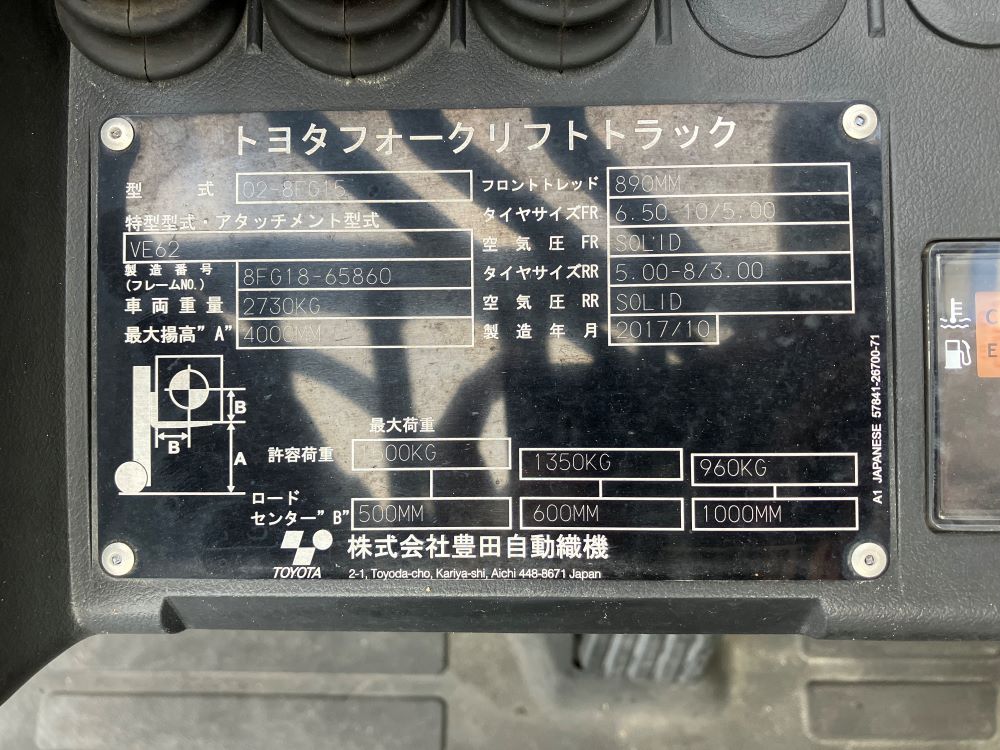 トヨタフォークリフトトラック
型 式 02-8FG15
特型型式・アタッチメント型式
VE62
製造番号 (フレームNO.) 8FG18-65860
車両重量 2730KG
最大揚高”A” 4000MM
フロントトレッド 890MM
タイヤサイズFR 6.50-10/5.00
空気圧 FR SOLID
タイヤサイズRR 5.00-8/3.00
空気圧 RR SOLID
製造年月 2017/10
B
B
A
最大荷重
許容荷重 1500KG 1350KG 960KG
ロードセンター”B” 500MM 600MM 1000MM
TOYOTA
株式会社豊田自動織機
2-1, Toyoda-cho, Kariya-shi, Aichi 448-8671 Japan
A1 JAPANESE 57841-26700-71
C
E